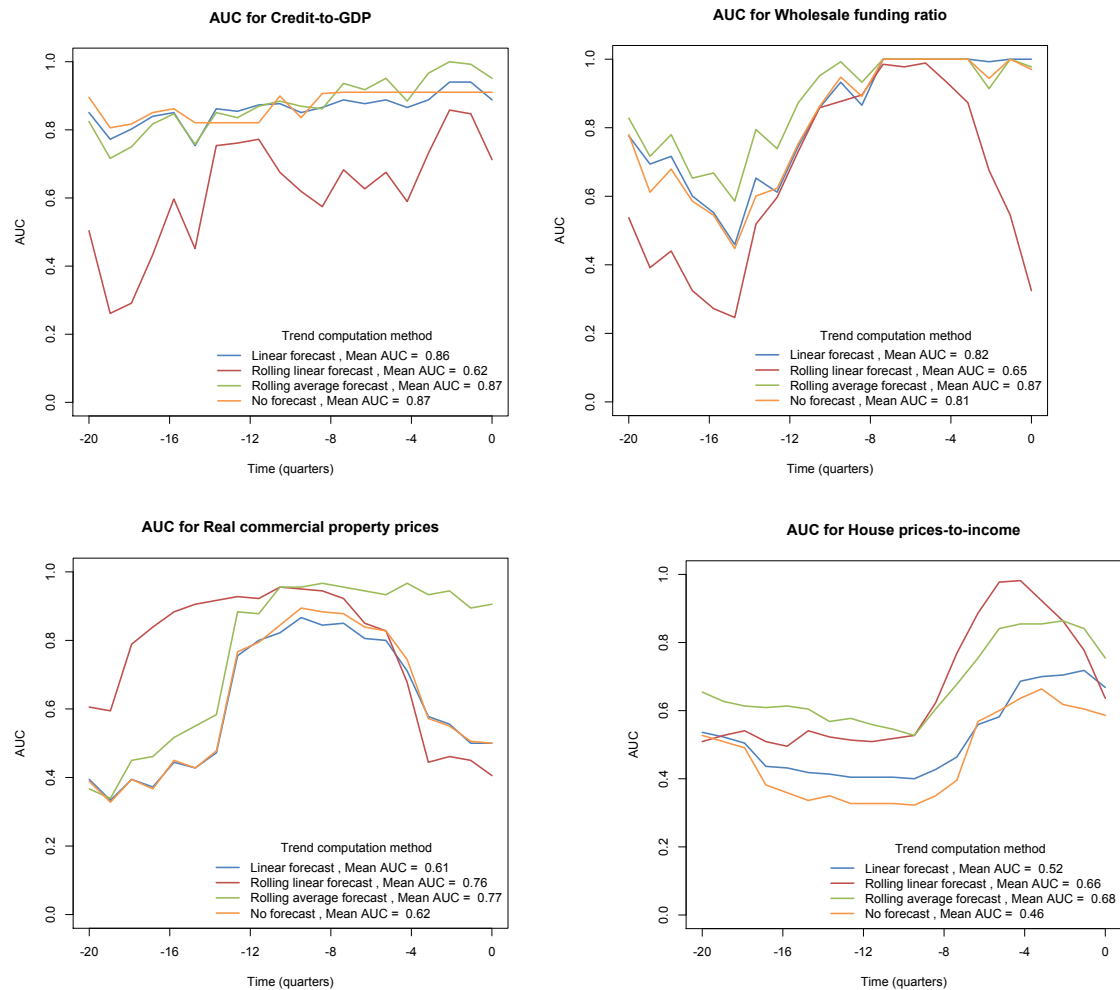 AUC for Credit-to-GDP
AUC
1.0
0.8
0.6
0.4
0.2
0.0
Trend computation method
Linear forecast , Mean AUC = 0.86
Rolling linear forecast , Mean AUC = 0.62
Rolling average forecast , Mean AUC = 0.87
No forecast , Mean AUC = 0.87
-20 -16 -12 -8 -4 0
Time (quarters)
AUC for Wholesale funding ratio
AUC
1.0
0.8
0.6
0.4
0.2
0.0
Trend computation method
Linear forecast , Mean AUC = 0.82
Rolling linear forecast , Mean AUC = 0.65
Rolling average forecast , Mean AUC = 0.87
No forecast , Mean AUC = 0.81
-20 -16 -12 -8 -4 0
Time (quarters)
AUC for Real commercial property prices
AUC
1.0
0.8
0.6
0.4
0.2
0.0
Trend computation method
Linear forecast , Mean AUC = 0.61
Rolling linear forecast , Mean AUC = 0.76
Rolling average forecast , Mean AUC = 0.77
No forecast , Mean AUC = 0.62
-20 -16 -12 -8 -4 0
Time (quarters)
AUC for House prices-to-income
AUC
1.0
0.8
0.6
0.4
0.2
0.0
Trend computation method
Linear forecast , Mean AUC = 0.52
Rolling linear forecast , Mean AUC = 0.66
Rolling average forecast , Mean AUC = 0.68
No forecast , Mean AUC = 0.46
-20 -16 -12 -8 -4 0
Time (quarters)